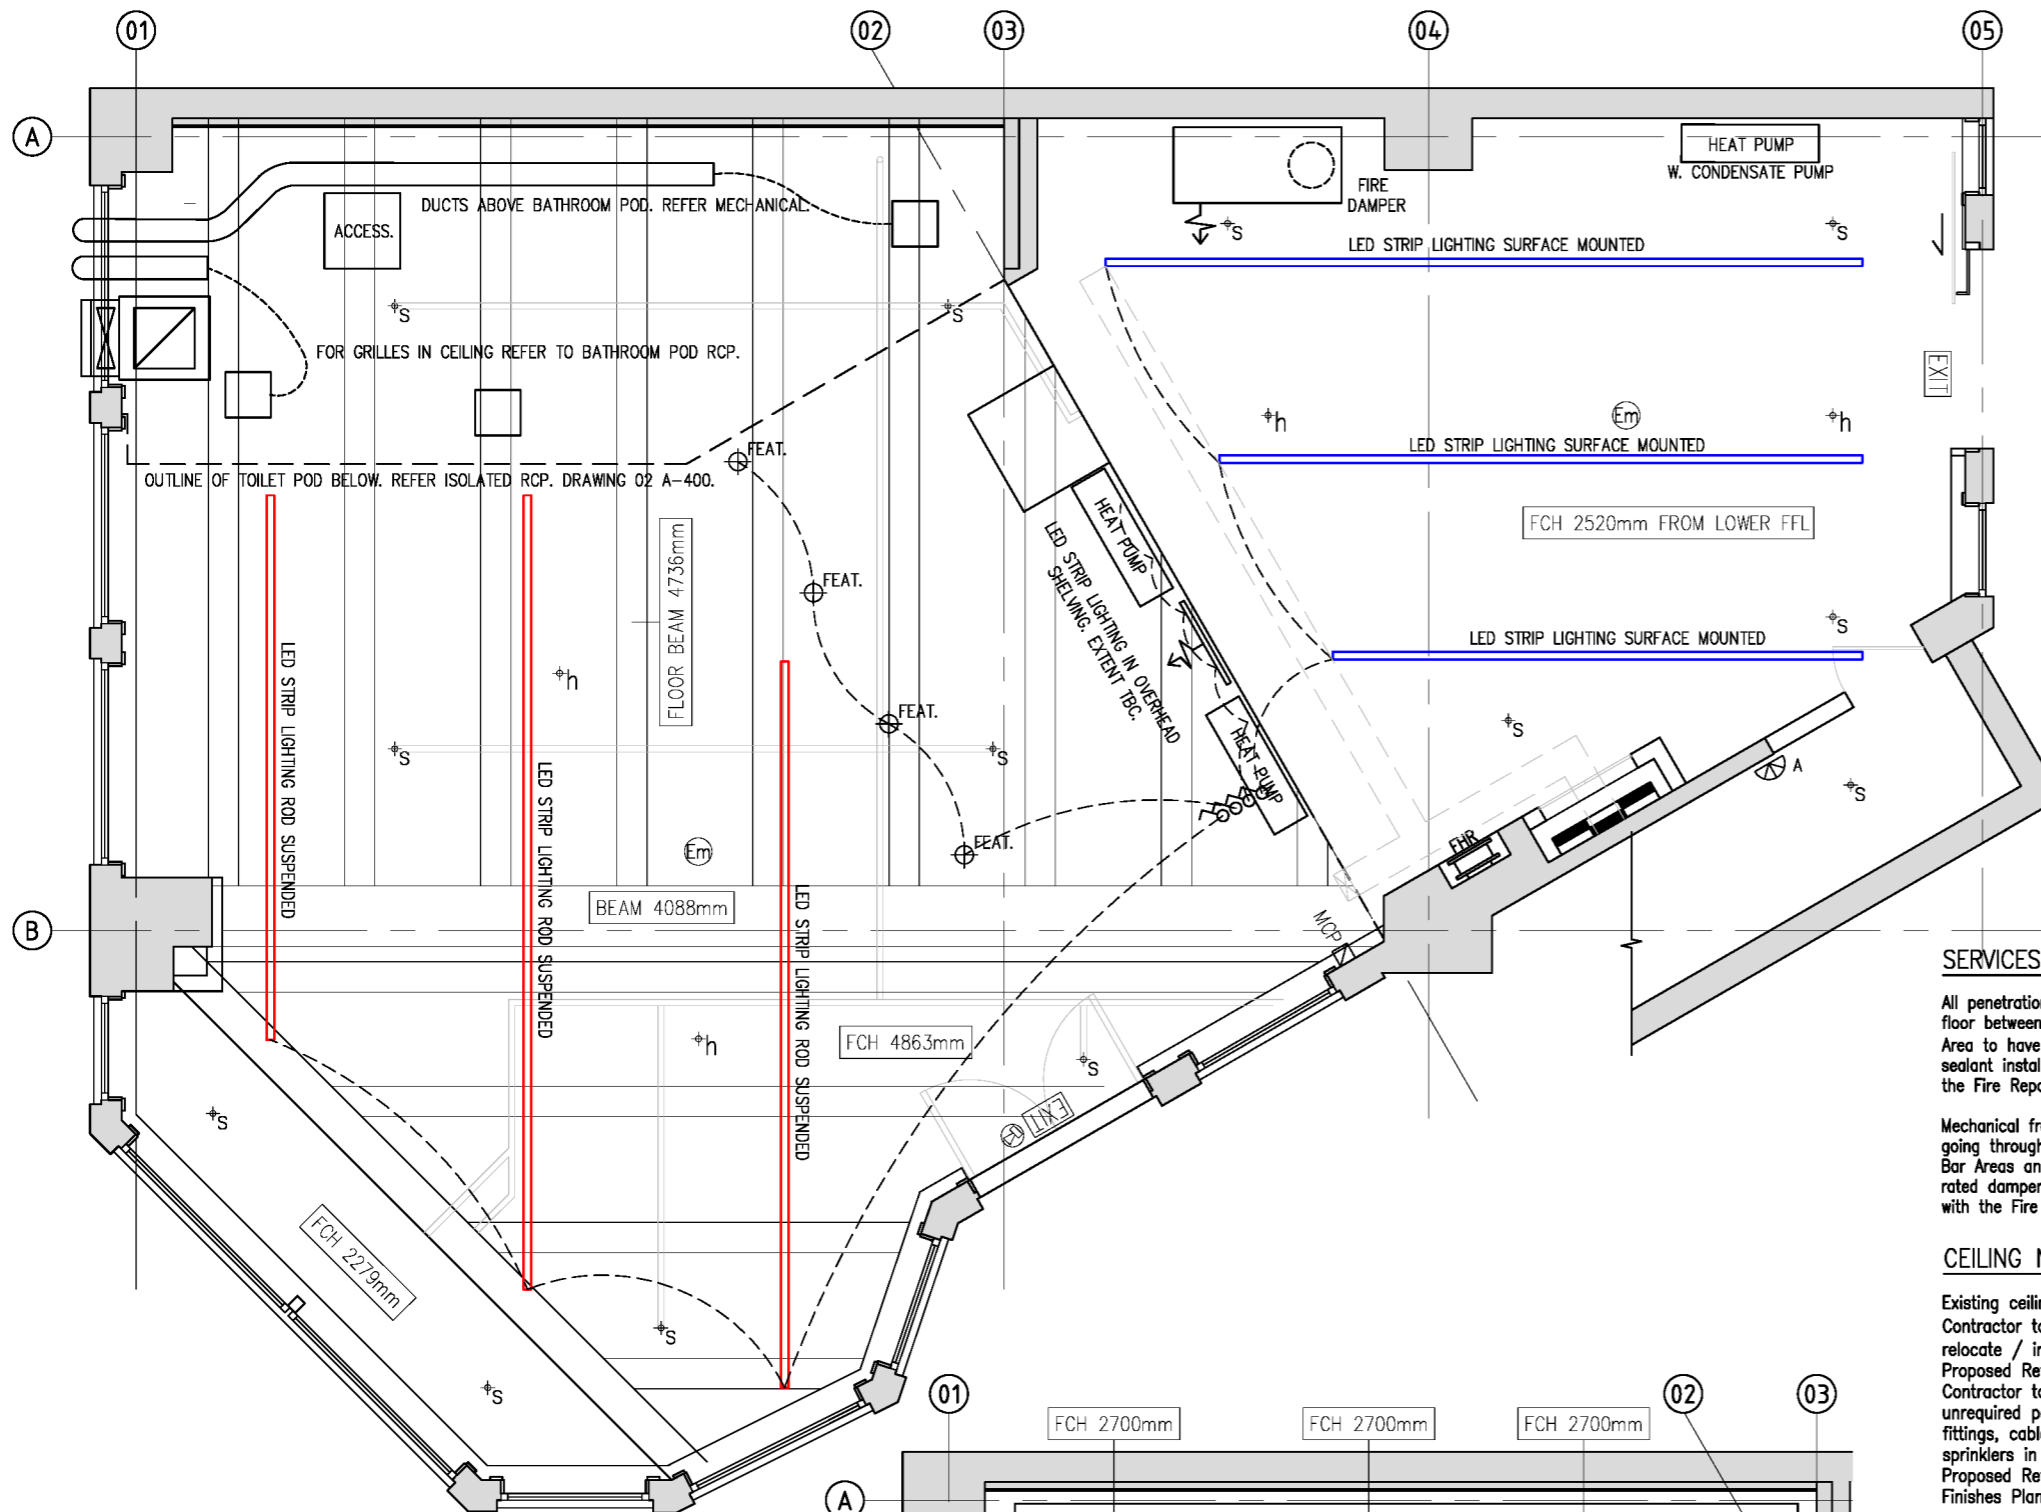 01
02
03
04
05
A
HEAT PUMP
W. CONDENSATE PUMP
FIRE
DAMPER
DUCTS ABOVE BATHROOM POD. REFER MECHANICAL.
ACCESS.
S
S
LED STRIP LIGHTING SURFACE MOUNTED
S
S
FOR GRILLES IN CEILING REFER TO BATHROOM POD RCP.
EXIT
h
Em
h
LED STRIP LIGHTING SURFACE MOUNTED
FEAT.
OUTLINE OF TOILET POD BELOW. REFER ISOLATED RCP. DRAWING 02 A-400.
HEAT PUMP
FCH 2520mm FROM LOWER FFL
FLOOR BEAM 4736mm
FEAT.
LED STRIP LIGHTING IN OVERHEAD
SHELVING. EXTENT TBC.
S
LED STRIP LIGHTING SURFACE MOUNTED
LED STRIP LIGHTING ROD SUSPENDED
h
FEAT.
S
S
S
HEAT PUMP
A
S
LED STRIP LIGHTING ROD SUSPENDED
Em
FEAT.
FHR
BEAM 4088mm
LED STRIP LIGHTING ROD SUSPENDED
B
MCP
h
FCH 4863mm
S
S
EXIT
R
FCH 2279mm
S
S
SERVICES
All penetration
floor between
Area to have
sealant instal
the Fire Repo
Mechanical fr
going through
Bar Areas an
rated damper
with the Fire
CEILING N
Existing ceilin
Contractor to
relocate / in
Proposed Re
Contractor to
unrequired p
fittings, cabl
sprinklers in
Proposed Re
Finishes Plan
01
02
03
FCH 2700mm
FCH 2700mm
FCH 2700mm
A